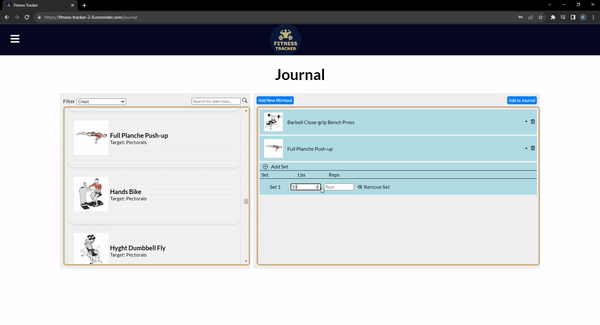 Fitness Tracker
https://fitness-tracker-2-0.onrender.com/journal
FITNESS
TRACKER
Journal
Filter Chest
Search for exercises...
Full Planche Push-up
Target: Pectorals
Hands Bike
Target: Pectorals
Hyght Dumbbell Fly
Target: Pectorals
Add New Workout
Add to Journal
Barbell Close-grip Bench Press
Full Planche Push-up
Add Set
Set Lbs Reps
Set 1 Reps Remove Set